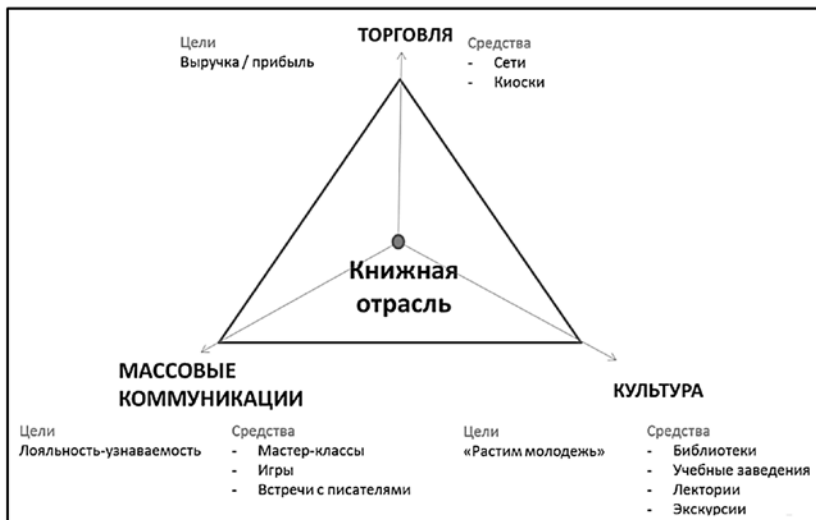 ТОРГОВЛЯ
Цели
Выручка / прибыль
Средства
- Сети
- Киоски
Книжная
отрасль
МАССОВЫЕ
КОММУНИКАЦИИ
Цели
Лояльность-узнаваемость
Средства
- Мастер-классы
- Игры
- Встречи с писателями
КУЛЬТУРА
Цели
«Растим молодежь»
Средства
- Библиотеки
- Учебные заведения
- Лектории
- Экскурсии